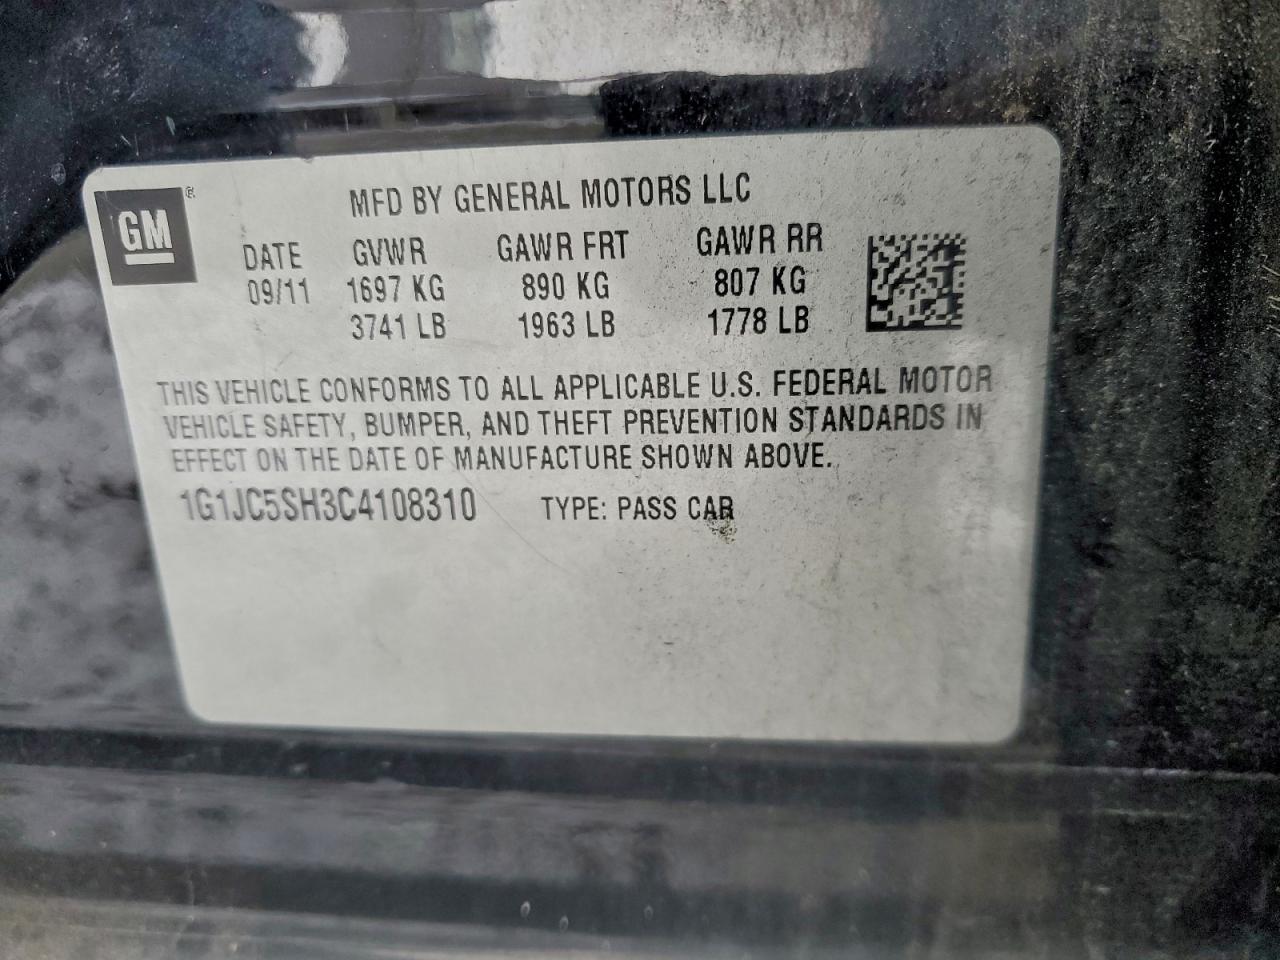 GM ®
MFD BY GENERAL MOTORS LLC
DATE GVWR GAWR FRT GAWR RR
09/11 1697 KG 890 KG 807 KG
3741 LB 1963 LB 1778 LB
THIS VEHICLE CONFORMS TO ALL APPLICABLE U.S. FEDERAL MOTOR
VEHICLE SAFETY, BUMPER, AND THEFT PREVENTION STANDARDS IN
EFFECT ON THE DATE OF MANUFACTURE SHOWN ABOVE.
1G1JC5SH3C4108310 TYPE: PASS CAR